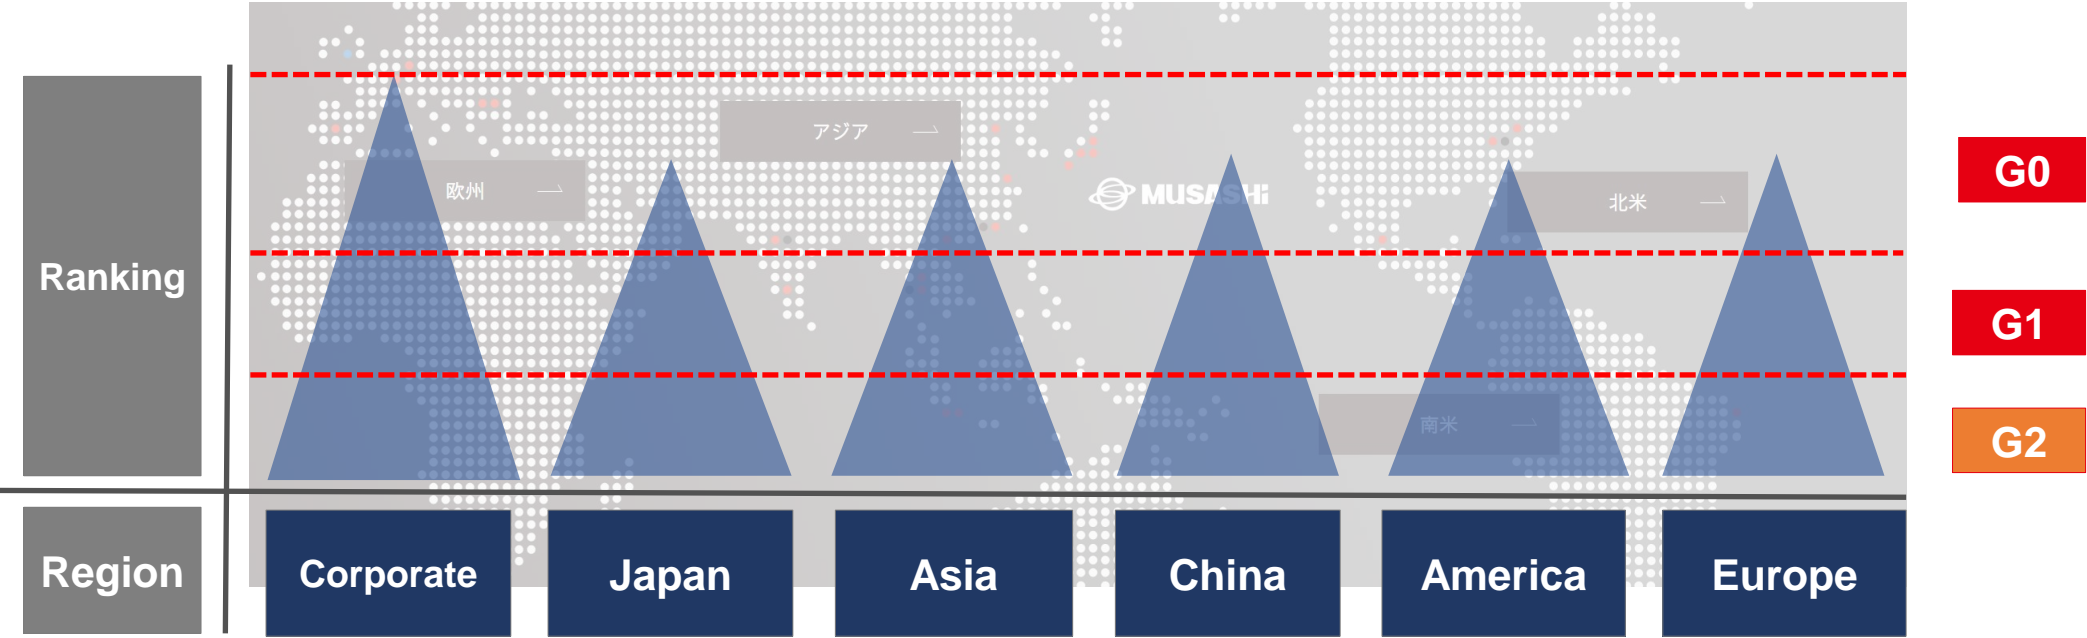 アジア
欧州
MUSASHi
北米
G0
Ranking
G1
南米
G2
Region
Corporate
Japan
Asia
China
America
Europe